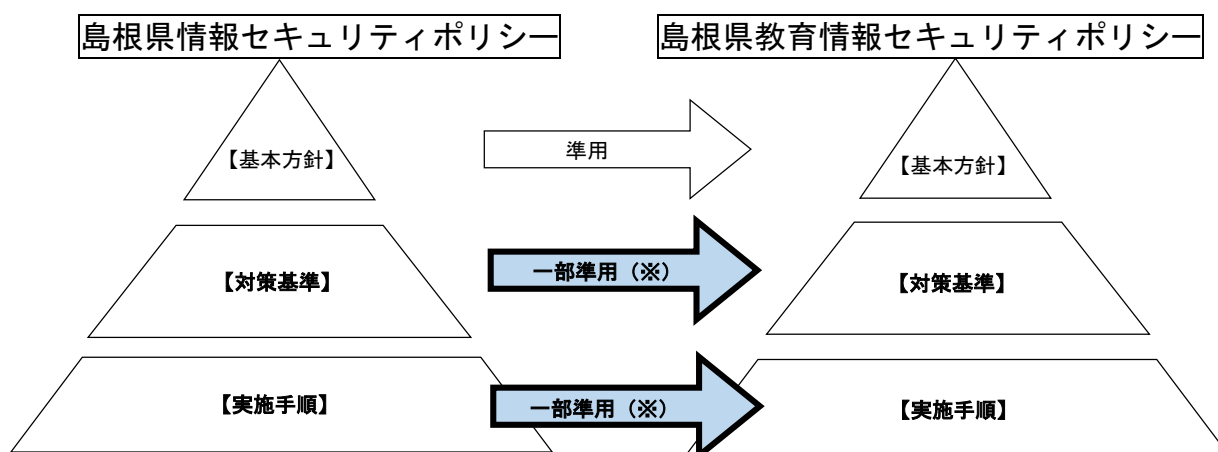 島根県情報セキュリティポリシー
島根県教育情報セキュリティポリシー
【基本方針】
準用
【基本方針】
【対策基準】
一部準用（※）
【対策基準】
【実施手順】
一部準用（※）
【実施手順】